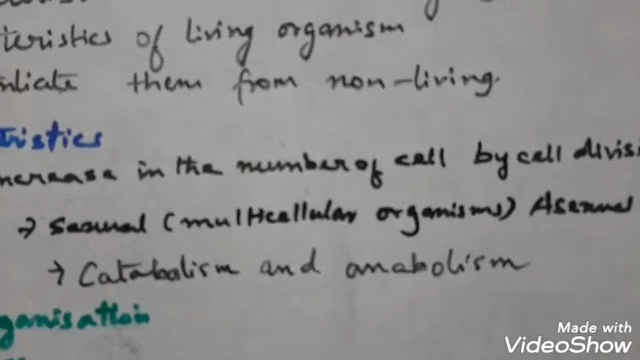 teristics of living organism
ntiate them from non-living.
ristics
ncrease in the number of cell by cell divisi
→ Sexual (multicellular organisms) Asexual
→ Catabolism and anabolism
ganisation
Made with
VideoShow